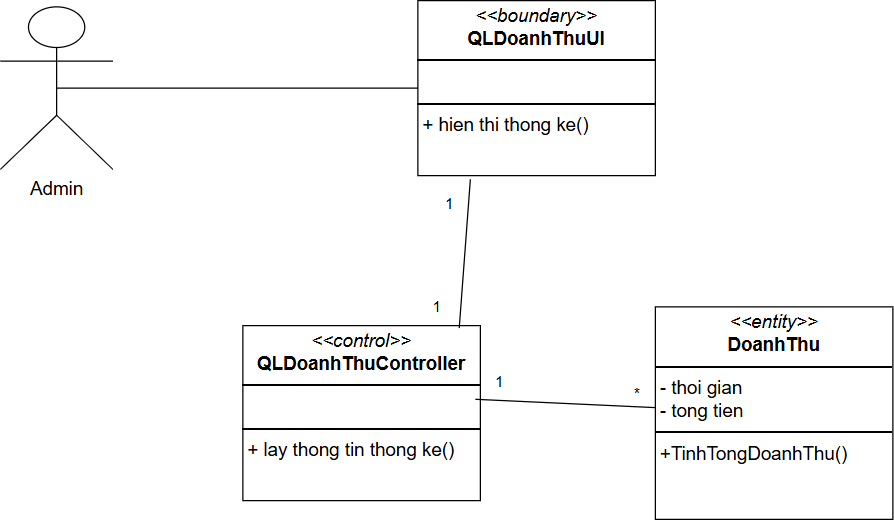 <<boundary>>
QLDoanhThuUI
+ hien thi thong ke()
Admin
1
1
<<control>>
QLDoanhThuController
+ lay thong tin thong ke()
1
*
<<entity>>
DoanhThu
- thoi gian
- tong tien
+TinhTongDoanhThu()